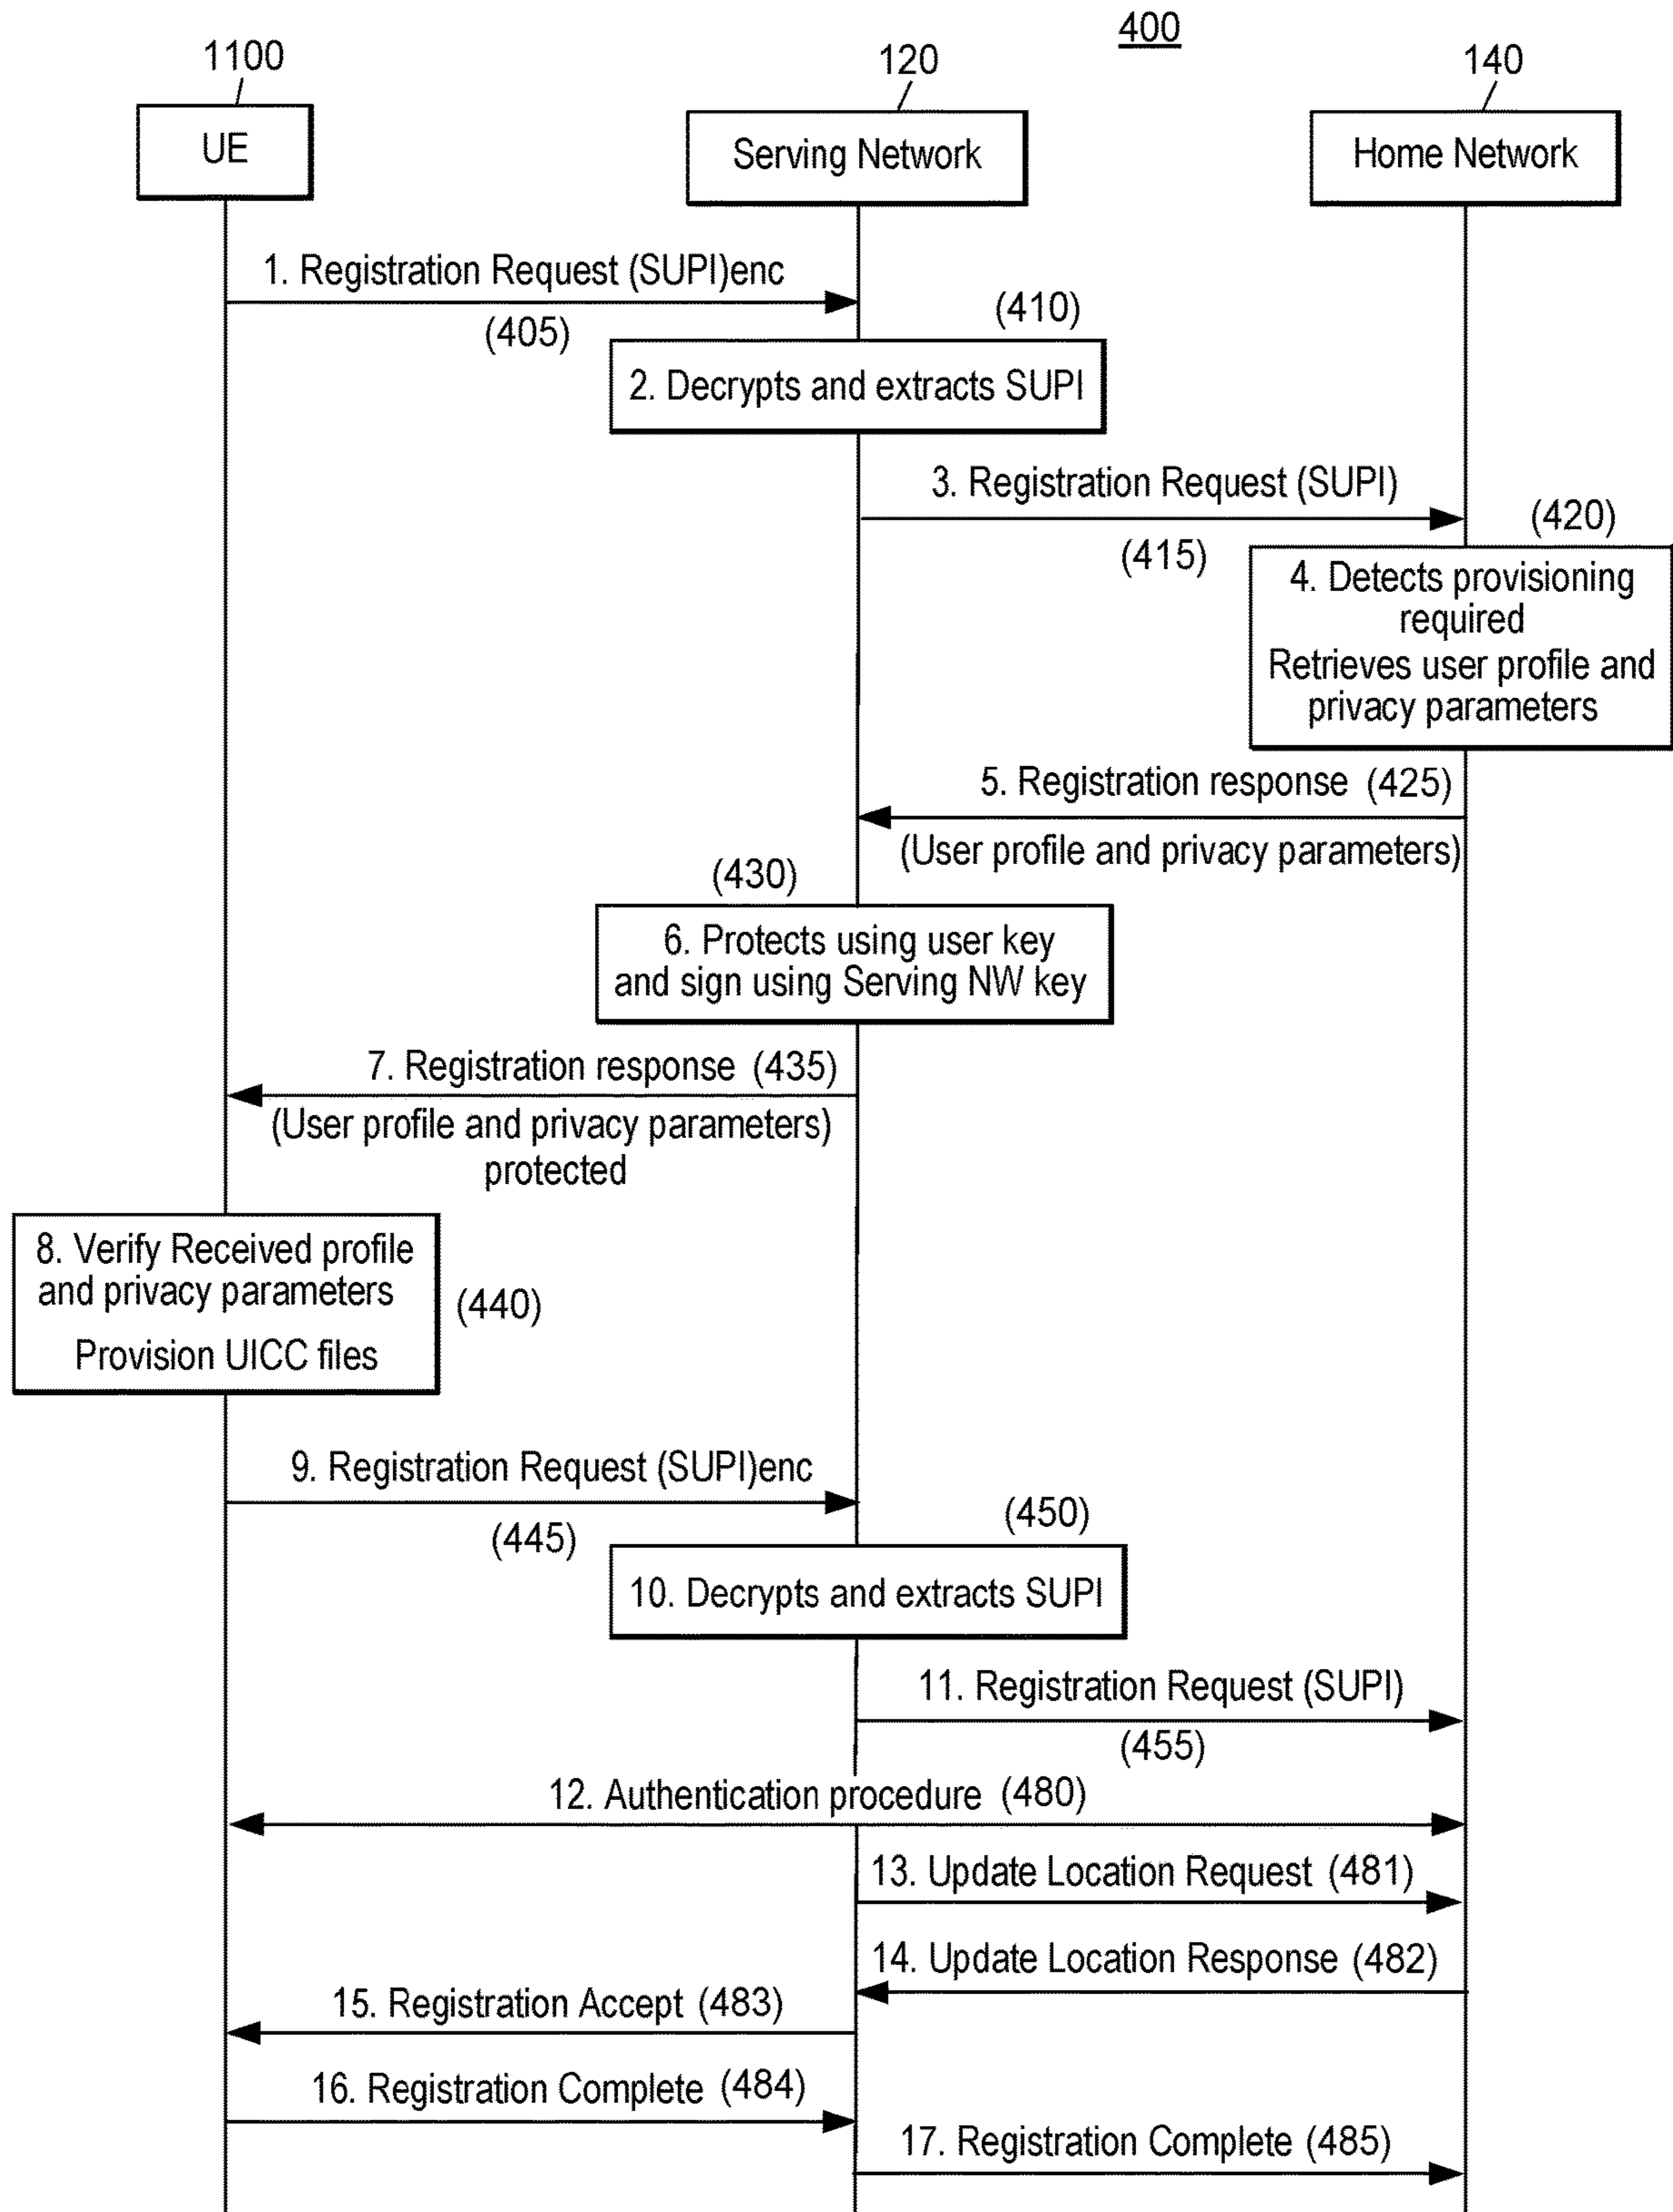 400
1100
120
140
UE
Serving Network
Home Network
1. Registration Request (SUPI)enc
(405)
(410)
2. Decrypts and extracts SUPI
3. Registration Request (SUPI)
(415)
(420)
4. Detects provisioning
required
Retrieves user profile and
privacy parameters
5. Registration response (425)
(User profile and privacy parameters)
(430)
6. Protects using user key
and sign using Serving NW key
7. Registration response (435)
(User profile and privacy parameters)
protected
8. Verify Received profile
and privacy parameters
Provision UICC files
(440)
9. Registration Request (SUPI)enc
(445)
(450)
10. Decrypts and extracts SUPI
11. Registration Request (SUPI)
(455)
12. Authentication procedure (480)
13. Update Location Request (481)
14. Update Location Response (482)
15. Registration Accept (483)
16. Registration Complete (484)
17. Registration Complete (485)